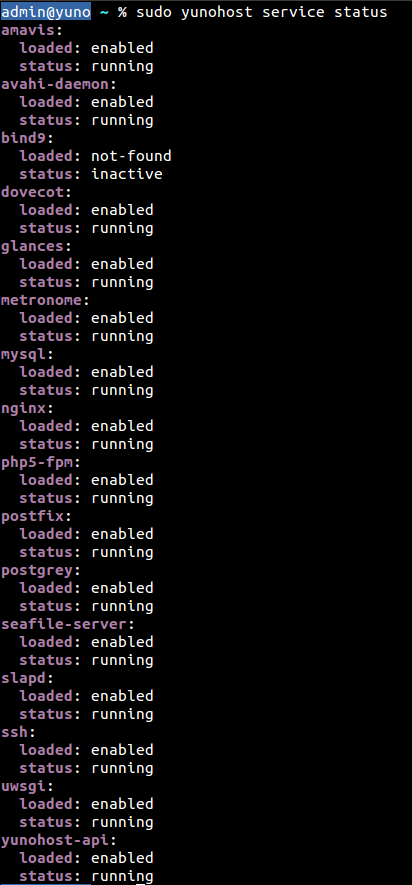 admin@yuno ~ % sudo yunohost service status
amavis:
  loaded: enabled
  status: running
avahi-daemon:
  loaded: enabled
  status: running
bind9:
  loaded: not-found
  status: inactive
dovecot:
  loaded: enabled
  status: running
glances:
  loaded: enabled
  status: running
metronome:
  loaded: enabled
  status: running
mysql:
  loaded: enabled
  status: running
nginx:
  loaded: enabled
  status: running
php5-fpm:
  loaded: enabled
  status: running
postfix:
  loaded: enabled
  status: running
postgrey:
  loaded: enabled
  status: running
seafile-server:
  loaded: enabled
  status: running
slapd:
  loaded: enabled
  status: running
ssh:
  loaded: enabled
  status: running
uwsgi:
  loaded: enabled
  status: running
yunohost-api:
  loaded: enabled
  status: running